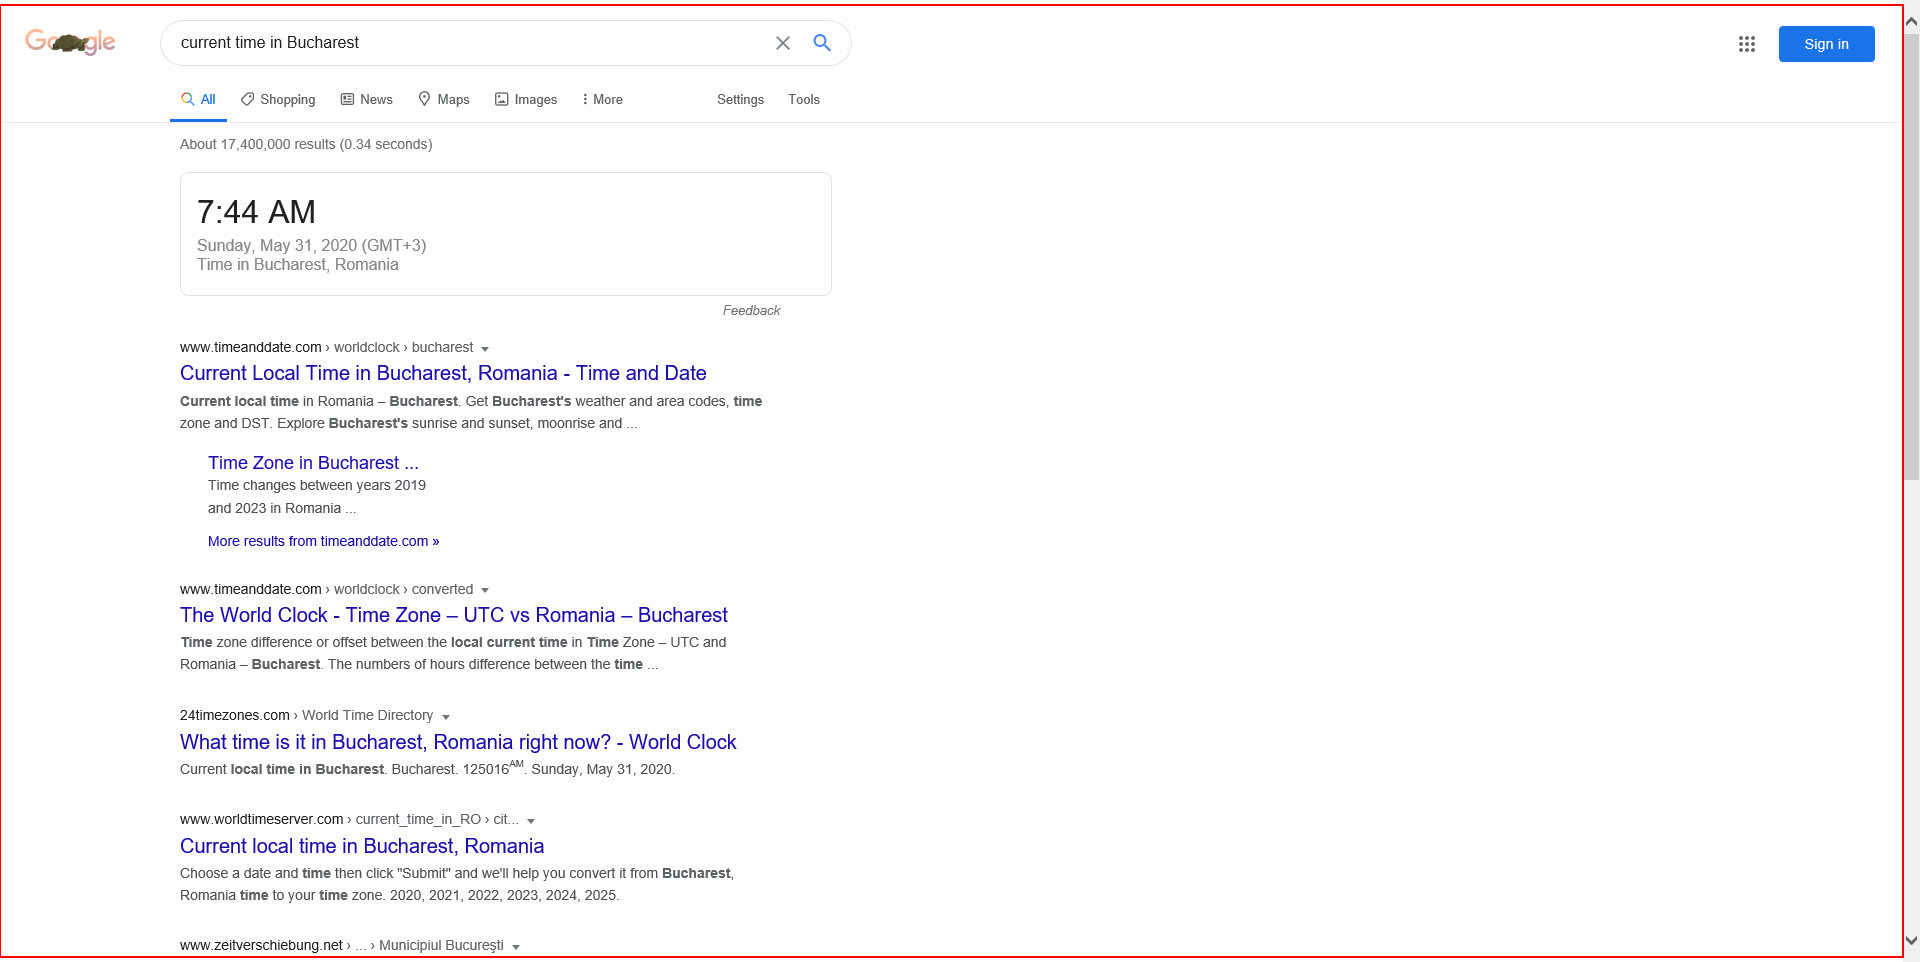 Google
current time in Bucharest
Sign in
All Shopping News Maps Images More Settings Tools
About 17,400,000 results (0.34 seconds)
7:44 AM
Sunday, May 31, 2020 (GMT+3)
Time in Bucharest, Romania
Feedback
www.timeanddate.com › worldclock › bucharest
Current Local Time in Bucharest, Romania - Time and Date
Current local time in Romania – Bucharest. Get Bucharest's weather and area codes, time
zone and DST. Explore Bucharest's sunrise and sunset, moonrise and ...
Time Zone in Bucharest ...
Time changes between years 2019
and 2023 in Romania ...
More results from timeanddate.com »
www.timeanddate.com › worldclock › converted
The World Clock - Time Zone – UTC vs Romania – Bucharest
Time zone difference or offset between the local current time in Time Zone – UTC and
Romania – Bucharest. The numbers of hours difference between the time ...
24timezones.com › World Time Directory
What time is it in Bucharest, Romania right now? - World Clock
Current local time in Bucharest. Bucharest. 125016AM. Sunday, May 31, 2020.
www.worldtimeserver.com › current_time_in_RO › cit...
Current local time in Bucharest, Romania
Choose a date and time then click "Submit" and we'll help you convert it from Bucharest,
Romania time to your time zone. 2020, 2021, 2022, 2023, 2024, 2025.
www.zeitverschiebung.net › ... › Municipiul Bucureşti